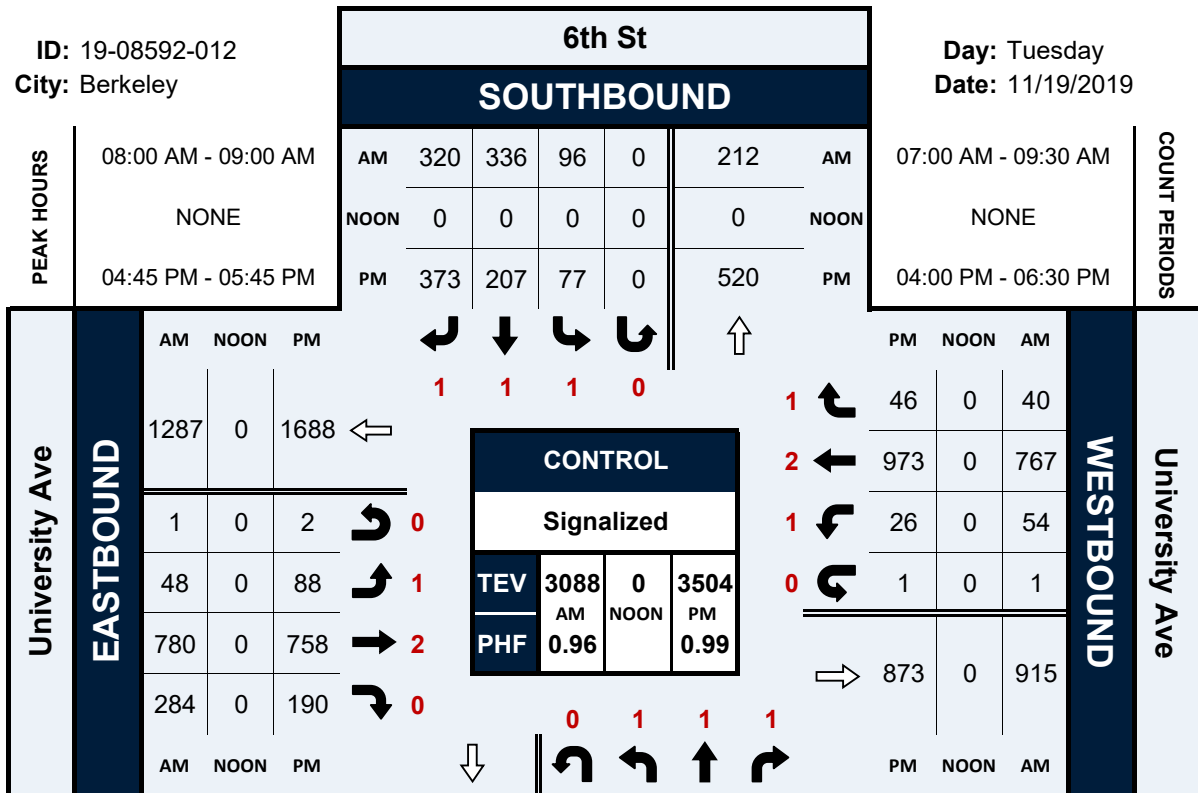 ID: 19-08592-012
City: Berkeley
6th St
SOUTHBOUND
Day: Tuesday
Date: 11/19/2019
PEAK HOURS
08:00 AM - 09:00 AM
NONE
04:45 PM - 05:45 PM
AM 320 336 96 0 212 AM
NOON 0 0 0 0 0 NOON
PM 373 207 77 0 520 PM
07:00 AM - 09:30 AM
NONE
04:00 PM - 06:30 PM
COUNT PERIODS
University Ave
EASTBOUND
AM NOON PM
1287 0 1688
1 0 2 0
48 0 88 1
780 0 758 2
284 0 190 0
AM NOON PM
1 1 1 0
CONTROL
Signalized
TEV 3088 0 3504
AM NOON PM
PHF 0.96 0.99
PM NOON AM
1 46 0 40
2 973 0 767
1 26 0 54
0 1 0 1
873 0 915
PM NOON AM
WESTBOUND
University Ave
0 1 1 1